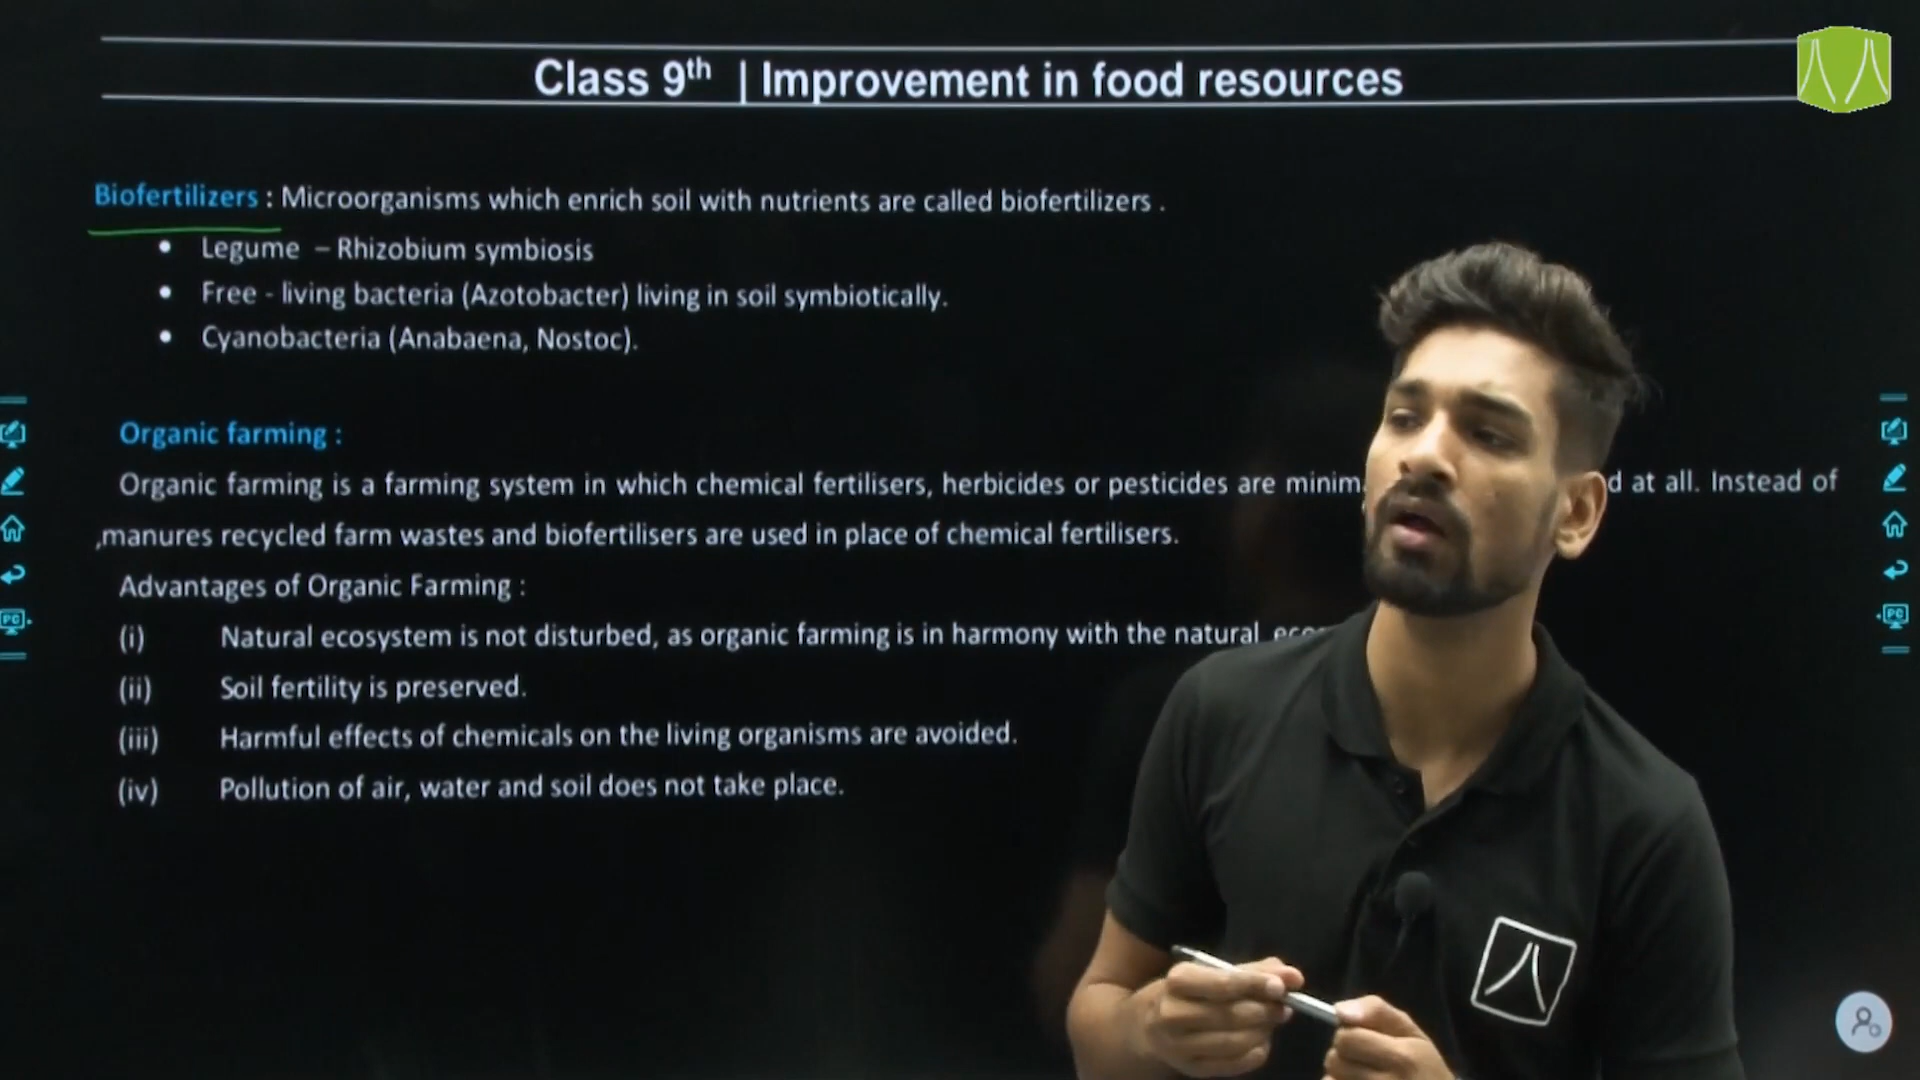 Class 9th | Improvement in food resources
Biofertilizers : Microorganisms which enrich soil with nutrients are called biofertilizers .
• Legume – Rhizobium symbiosis
• Free - living bacteria (Azotobacter) living in soil symbiotically.
• Cyanobacteria (Anabaena, Nostoc).
Organic farming :
Organic farming is a farming system in which chemical fertilisers, herbicides or pesticides are at all. Instead of
,manures recycled farm wastes and biofertilisers are used in place of chemical fertilisers.
Advantages of Organic Farming :
(i) Natural ecosystem is not disturbed, as organic farming is in harmony with the natural
(ii) Soil fertility is preserved.
(iii) Harmful effects of chemicals on the living organisms are avoided.
(iv) Pollution of air, water and soil does not take place.
PC
PC